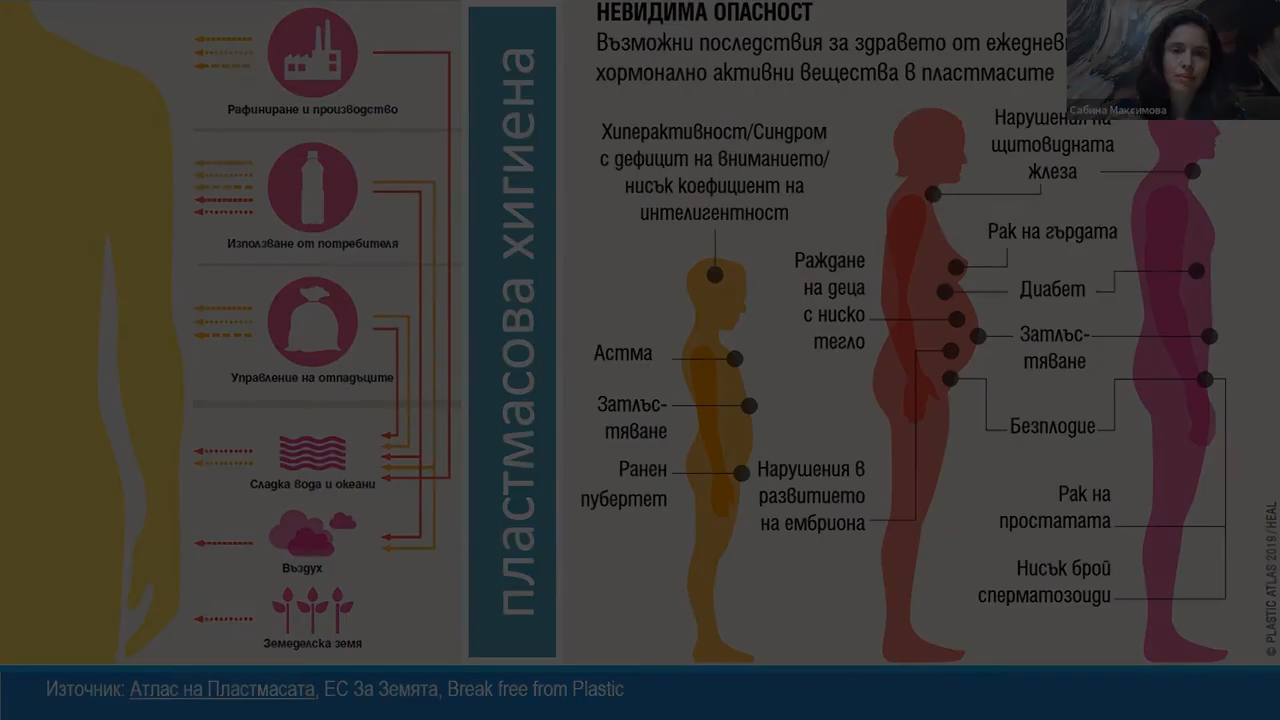 Рафиниране и производство
Използване от потребителя
Управление на отпадъците
Сладка вода и океани
Въздух
Земеделска земя
пластмасова хигиена
НЕВИДИМА ОПАСНОСТ
Възможни последствия за здравето от
хормонално активни вещества в пластмасите
Сабина Максимова
Хиперактивност/Синдром
с дефицит на вниманието/
нисък коефициент на
интелигентност
Астма
Затлъс-
тяване
Ранен
пубертет
Раждане
на деца
с ниско
тегло
Нарушения в
развитието
на ембриона
Нарушения на
щитовидната
жлеза
Рак на гърдата
Диабет
Затлъс-
тяване
Безплодие
Рак на
простатата
Нисък брой
сперматозоиди
© PLASTIC ATLAS 2019/HEAL
Източник: Атлас на Пластмасата, ЕС За Земята, Break free from Plastic